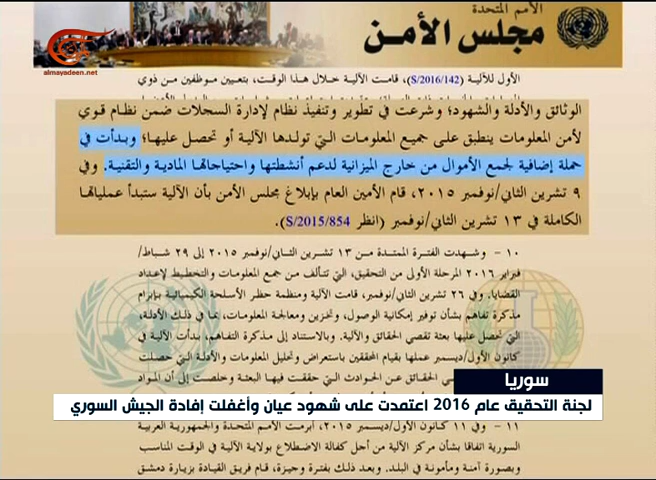 الأمم المتحدة
مجلس الأمن
almayadeen.net
الأول للآلية (S/2016/142)، قامت الآلية خلال هذا الوقت، بتعيين موظفين من ذوي
الوثائق والأدلة والشهود؛ وشرعت في تطوير وتنفيذ نظام لإدارة السجلات ضمن نظام قوي
لأمن المعلومات ينطبق على جميع المعلومات التي تولدها الآلية أو تحصل عليها؛ وبدأت في
حملة إضافية لجمع الأموال من خارج الميزانية لدعم أنشطتها واحتياجاتها المادية والتقنية. وفي
٩ تشرين الثاني/نوفمبر ٢٠١٥، قام الأمين العام بإبلاغ مجلس الأمن بأن الآلية ستبدأ عملياتها
الكاملة في ١٣ تشرين الثاني/نوفمبر (انظر S/2015/854).
١٠ - وشهدت الفترة الممتدة من ١٣ تشرين الثاني/نوفمبر ٢٠١٥ إلى ٢٩ شباط/
فبراير ٢٠١٦ المرحلة الأولى من التحقيق، التي تتألف من جمع المعلومات والتخطيط لإعداد
القضايا. وفي ٢٦ تشرين الثاني/نوفمبر، قامت الآلية ومنظمة حظر الأسلحة الكيميائية بإبرام
مذكرة تفاهم بشأن توفير إمكانية الوصول، وتخزين ومعالجة المعلومات، بما في ذلك الأدلة،
التي تحصل عليها بعثة تقصي الحقائق والآلية. وبالاستناد إلى مذكرة التفاهم، بدأت الآلية في
كانون الأول/ديسمبر عملها بقيام المحققين باستعراض وتحليل المعلومات والأدلة التي حصلت
الحقائق عن الحوادث التي حققت فيها البعثة وخلصت إلى أن المواد
سوريا
لجنة التحقيق عام 2016 اعتمدت على شهود عيان وأغفلت إفادة الجيش السوري
١١ - وفي ١١ كانون الأول/ديسمبر ٢٠١٥، أبرمت الأمم المتحدة والجمهورية العربية
السورية اتفاقا بشأن مركز الآلية من أجل كفالة الاضطلاع بولاية الآلية في الوقت المناسب
وبصورة آمنة ومأمونة في البلد. وبعد ذلك بفترة وجيزة، قام فريق القيادة بزيارة دمشق